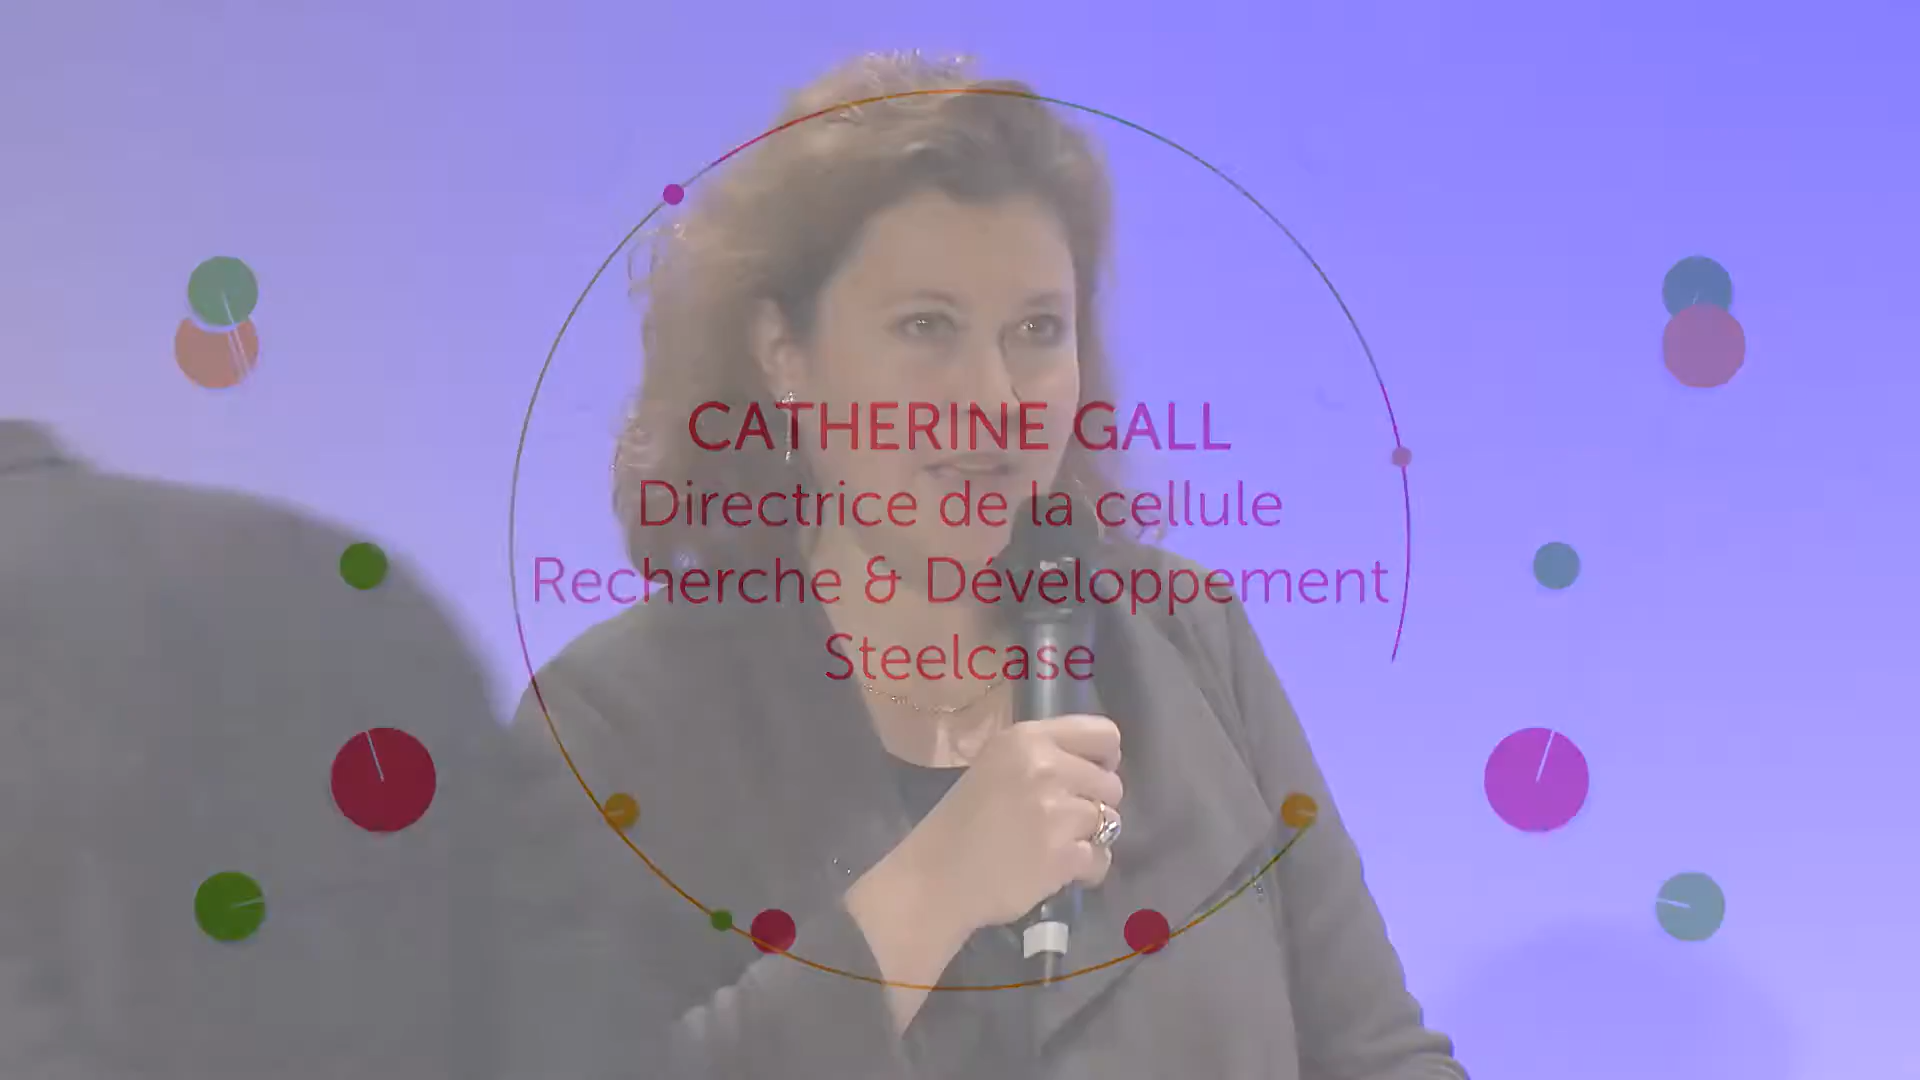 CATHERINE GALL
Directrice de la cellule
Recherche & Développement
Steelcase